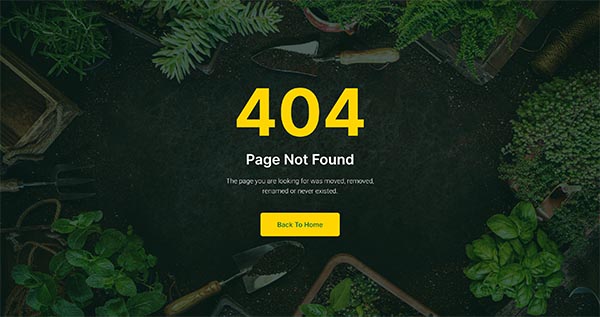 404
Page Not Found
The page you are looking for was moved, removed,
renamed or never existed.
Back To Home